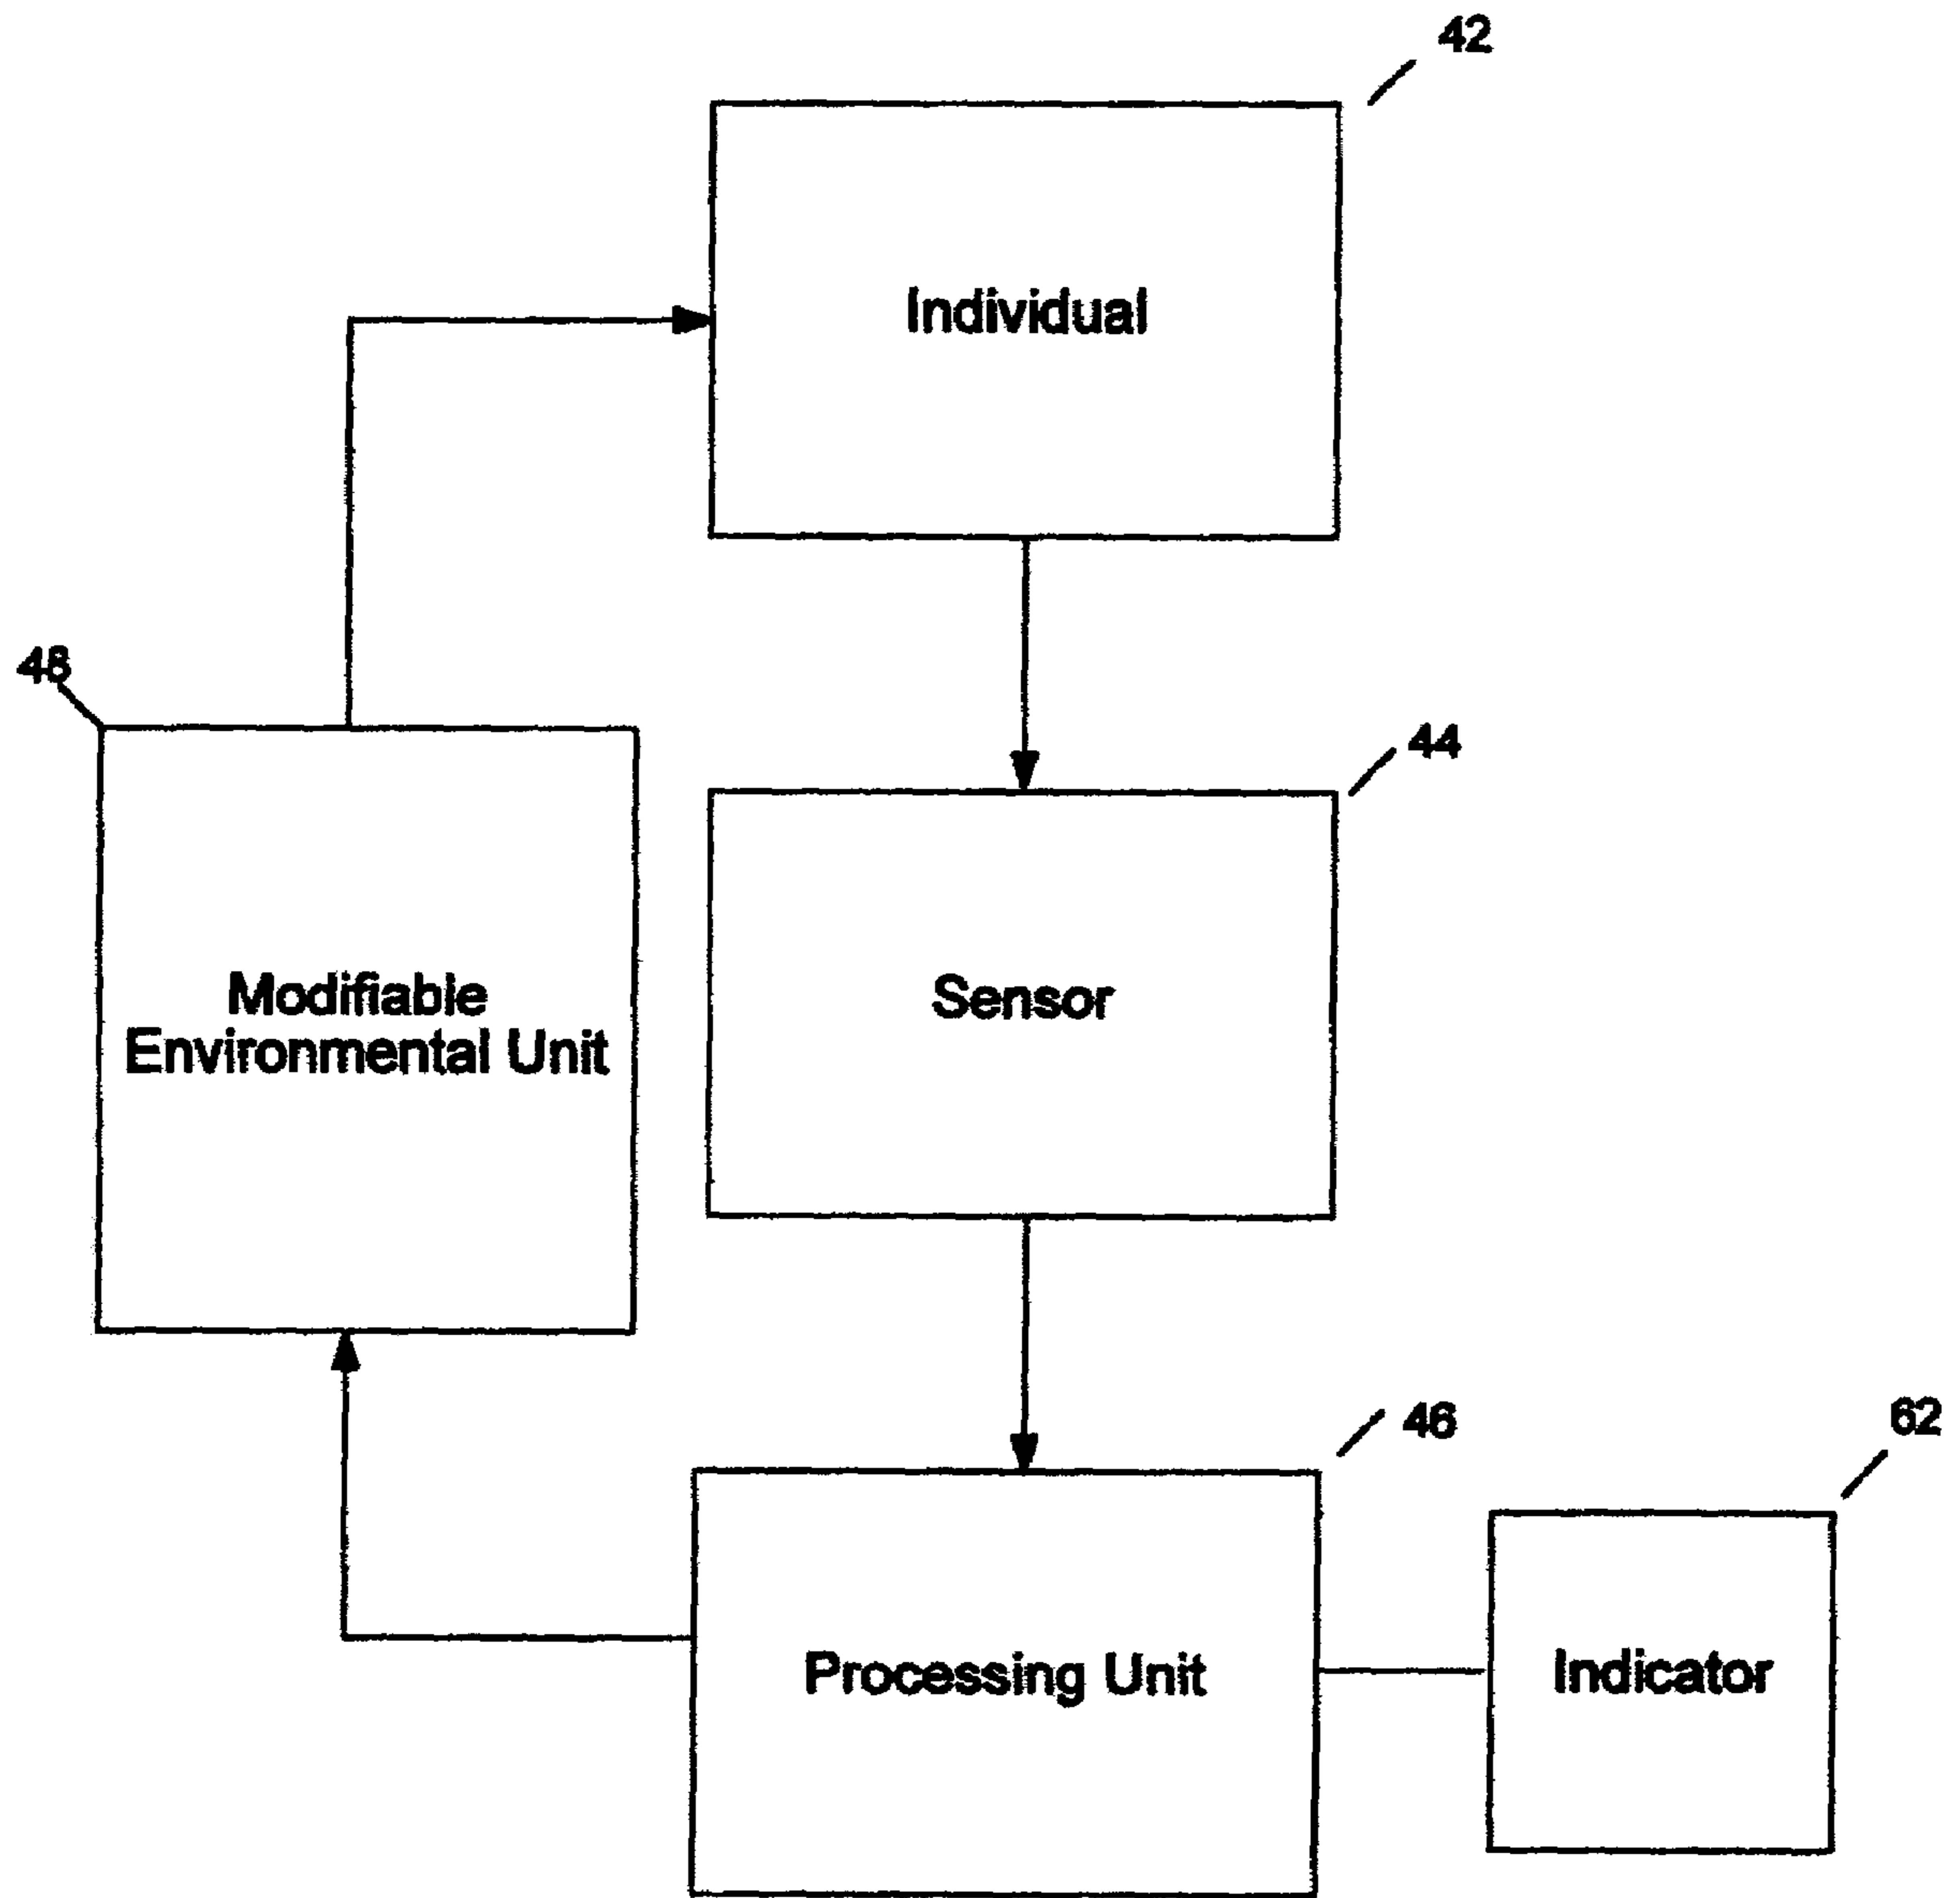 42
Individual
48
44
Modifiable
Environmental Unit
Sensor
46
62
Processing Unit
Indicator